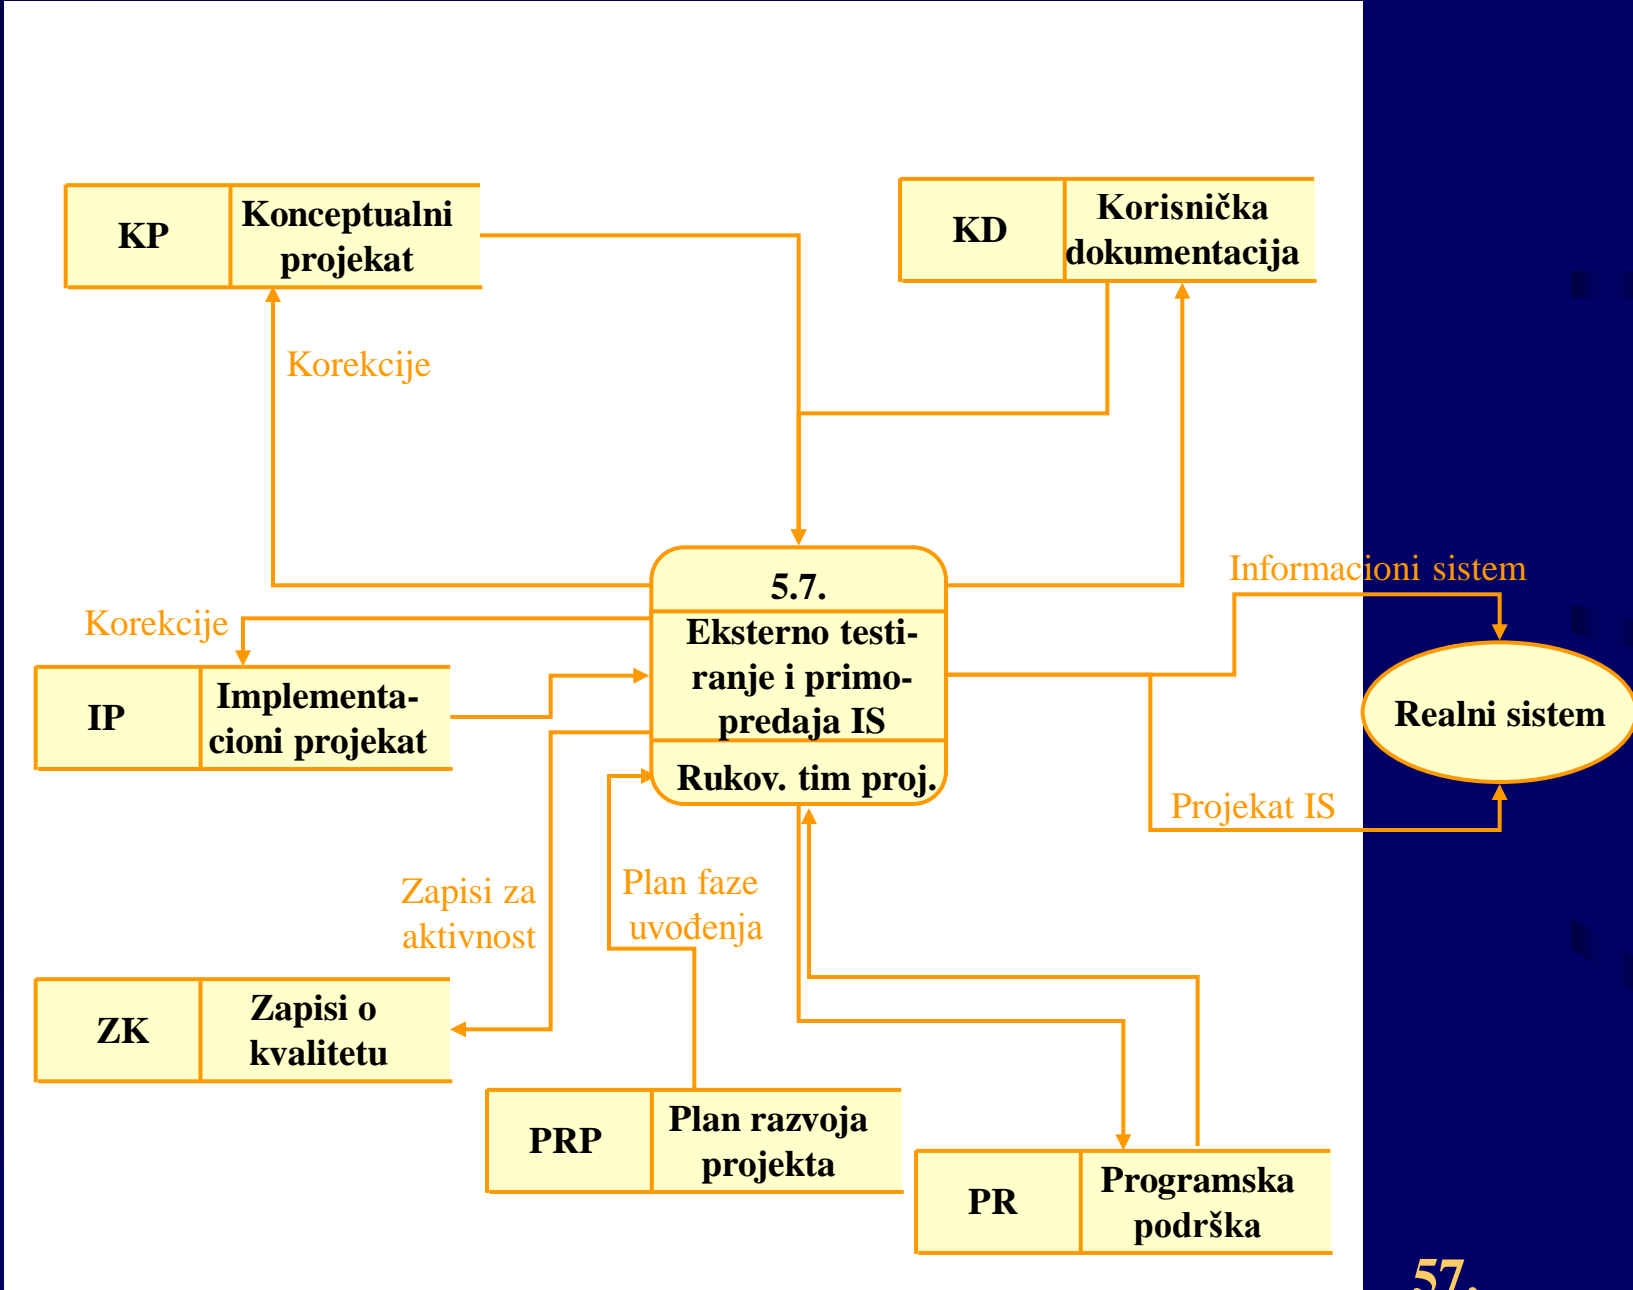 KP
Konceptualni
projekat
KD
Korisnička
dokumentacija
Korekcije
5.7.
Eksterno testi-
ranje i primo-
predaja IS
Rukov. tim proj.
Informacioni sistem
Korekcije
IP
Implementa-
cioni projekat
Realni sistem
Projekat IS
Zapisi za
aktivnost
Plan faze
uvođenja
ZK
Zapisi o
kvalitetu
PRP
Plan razvoja
projekta
PR
Programska
podrška
57.